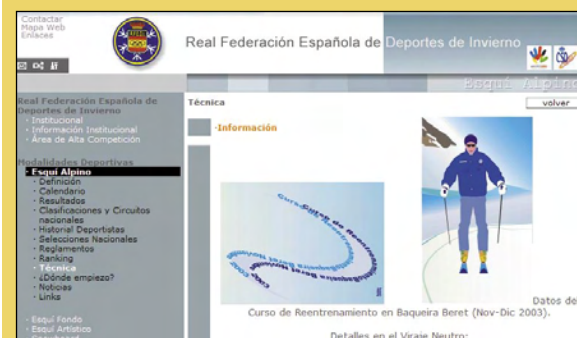 Contactar
Mapa Web
Enlaces
Real Federación Española de Deportes de Invierno
Esquí Alpino
Real Federación Española de
Deportes de Invierno
· Institucional
· Información Institucional
· Área de Alta Competición
Modalidades Deportivas
· Esquí Alpino
· Definición
· Calendario
· Resultados
· Clasificaciones y Circuitos
nacionales
· Historial Deportistas
· Selecciones Nacionales
· Reglamentos
· Ranking
· Técnica
· ¿Dónde empiezo?
· Noticias
· Links
· Esquí Fondo
· Esquí Artístico
Técnica
volver
-Información
Curso de Reentrenamiento
Datos del
Curso de Reentrenamiento en Baqueira Beret (Nov-Dic 2003).
Detalles en el Viraje Neutro: